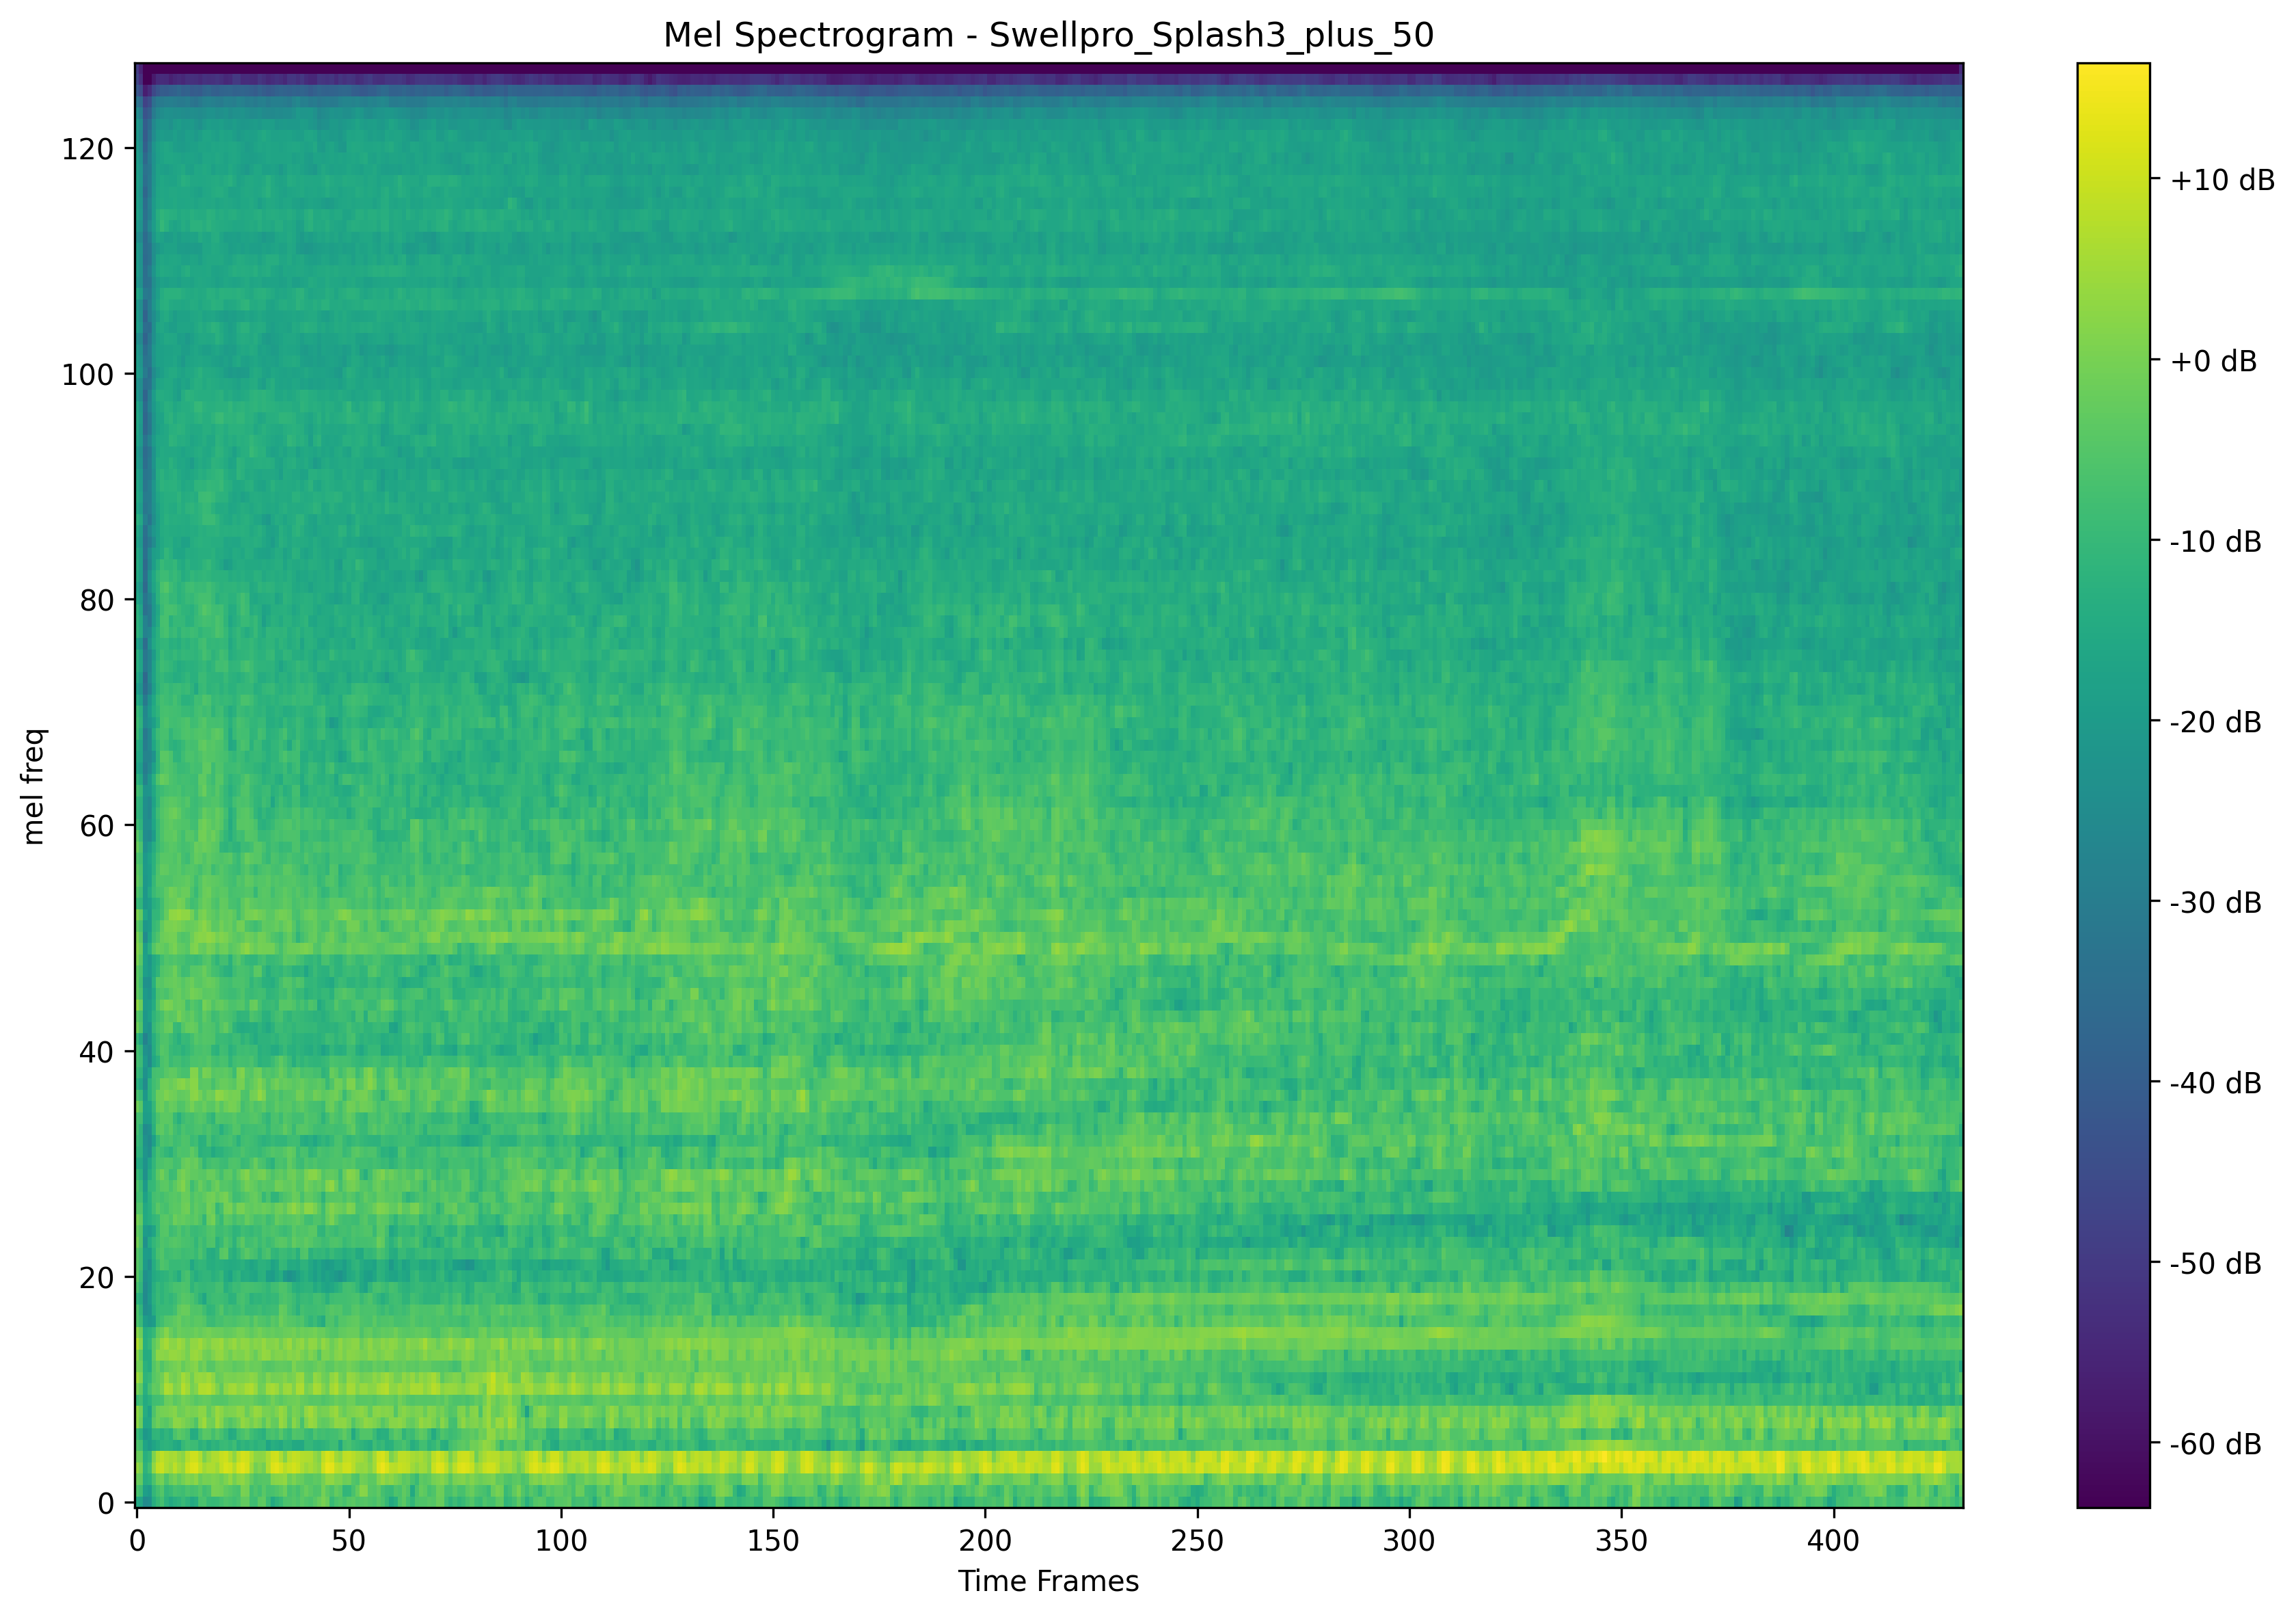 Mel Spectrogram - Swellpro_Splash3_plus_50
mel freq
120
100
80
60
40
20
0
0 50 100 150 200 250 300 350 400
Time Frames
+10 dB
+0 dB
-10 dB
-20 dB
-30 dB
-40 dB
-50 dB
-60 dB